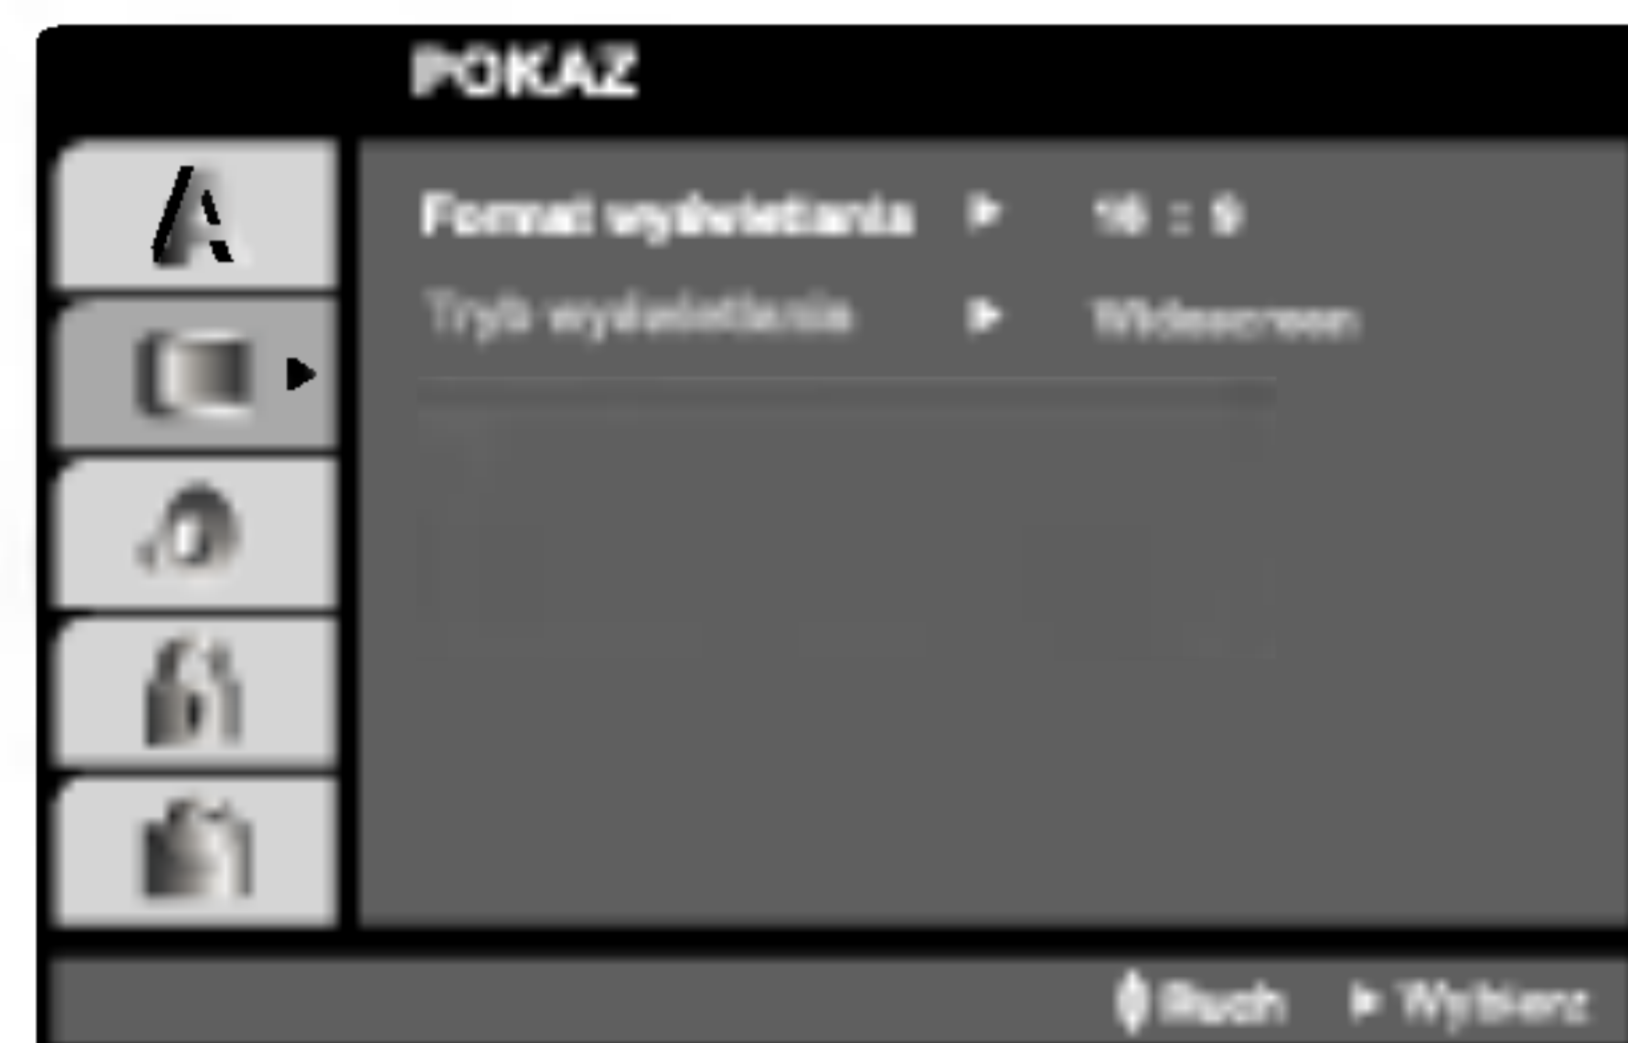 POKAZ
Format wyświetlania ► 16 : 9
Tryb wyświetlania ► Widescreen
Ruch ► Wybierz